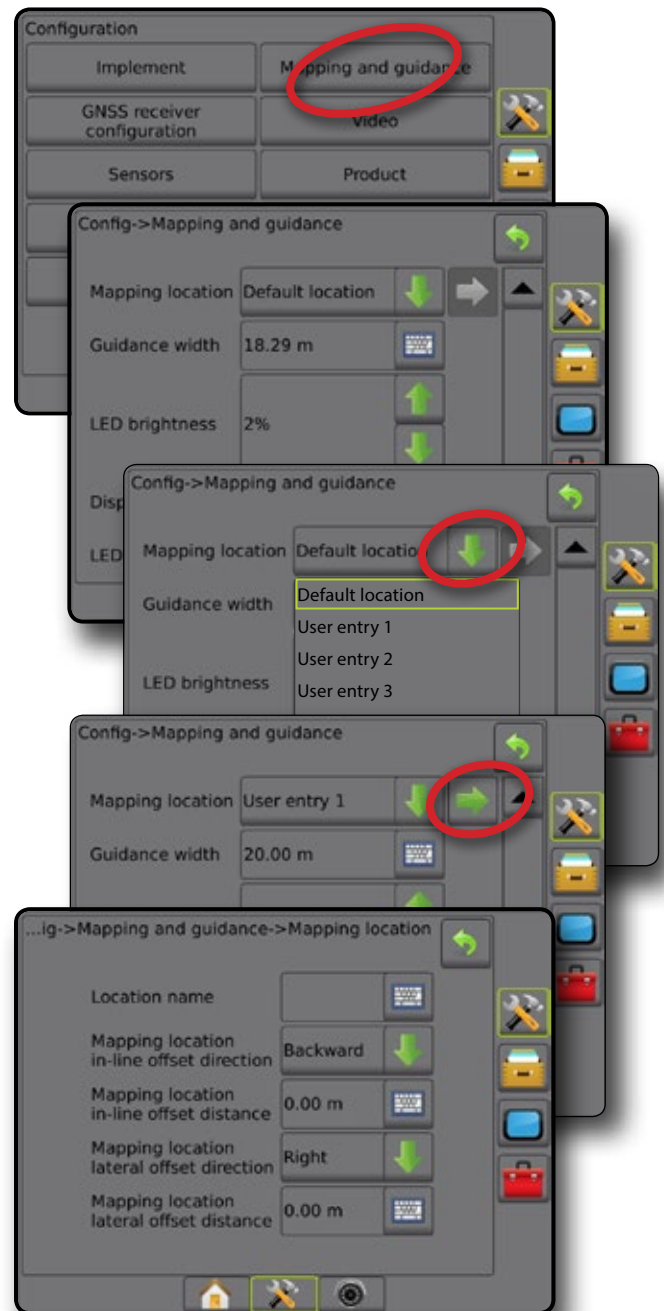 Configuration
Implement
Mapping and guidance
GNSS receiver
configuration
Video
Sensors
Product
Config->Mapping and guidance
Mapping location
Default location
Guidance width
18.29 m
LED brightness
2%
Disp
LED
Config->Mapping and guidance
Mapping location
Default location
Guidance width
Default location
User entry 1
User entry 2
LED brightness
User entry 3
Config->Mapping and guidance
Mapping location
User entry 1
Guidance width
20.00 m
...ig->Mapping and guidance->Mapping location
Location name
Mapping location
in-line offset direction
Backward
Mapping location
in-line offset distance
0.00 m
Mapping location
lateral offset direction
Right
Mapping location
lateral offset distance
0.00 m